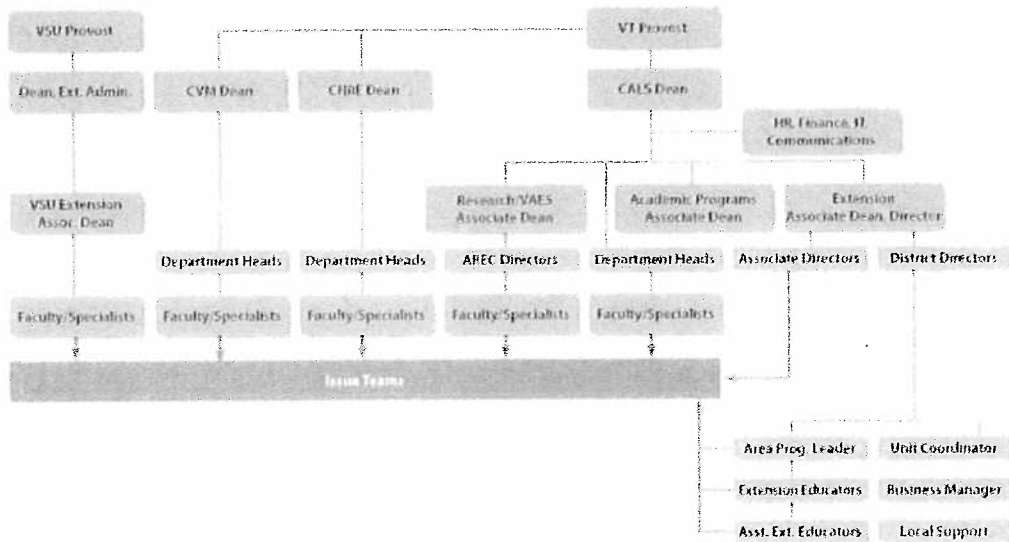 VSU Provost
VT Provost
Dean, Ext. Admin.
CVM Dean
CNRE Dean
CALS Dean
HR, Finance, IT,
Communications
VSU Extension
Assoc. Dean
Research/VAES
Associate Dean
Academic Programs
Associate Dean
Extension
Associate Dean, Director
Department Heads
Department Heads
AREC Directors
Department Heads
Associate Directors
District Directors
Faculty/Specialists
Faculty/Specialists
Faculty/Specialists
Faculty/Specialists
Faculty/Specialists
Issue Teams
Area Prog. Leader
Unit Coordinator
Extension Educators
Business Manager
Asst. Ext. Educators
Local Support